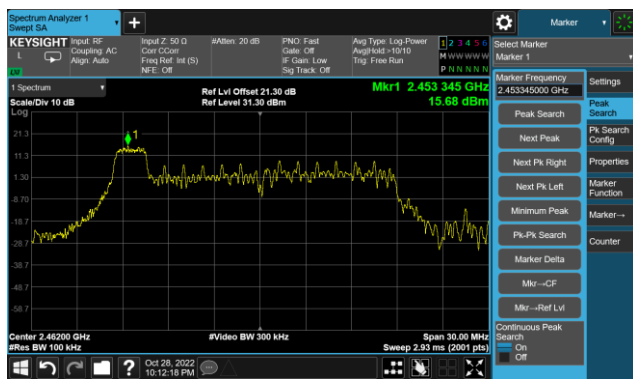 Spectrum Analyzer 1
Swept SA
Marker
KEYSIGHT
L
LW
Input: RF
Coupling: AC
Align: Auto
Input Z: 50 Ω
Corr CCorr
Freq Ref: Int (S)
NFE: Off
#Atten: 20 dB
PNO: Fast
Gate: Off
IF Gain: Low
Sig Track: Off
Avg Type: Log-Power
Avg|Hold >10/10
Trig: Free Run
1 2 3 4 5 6
M W W W W W
P N N N N N
Select Marker
Marker 1
1 Spectrum
Scale/Div 10 dB
Log
Ref Lvl Offset 21.30 dB
Ref Level 31.30 dBm
Mkr1 2.453 345 GHz
15.68 dBm
1
21.3
11.3
1.30
-8.70
-18.7
-28.7
-38.7
-48.7
-58.7
Center 2.46200 GHz
#Res BW 100 kHz
#Video BW 300 kHz
Span 30.00 MHz
Sweep 2.93 ms (2001 pts)
Marker Frequency
2.453345000 GHz
Peak Search
Next Peak
Next Pk Right
Next Pk Left
Minimum Peak
Pk-Pk Search
Marker Delta
Mkr→CF
Mkr→Ref Lvl
Continuous Peak
Search
On
Off
Settings
Peak
Search
Pk Search
Config
Properties
Marker
Function
Marker→
Counter
?
Oct 28, 2022
10:12:18 PM